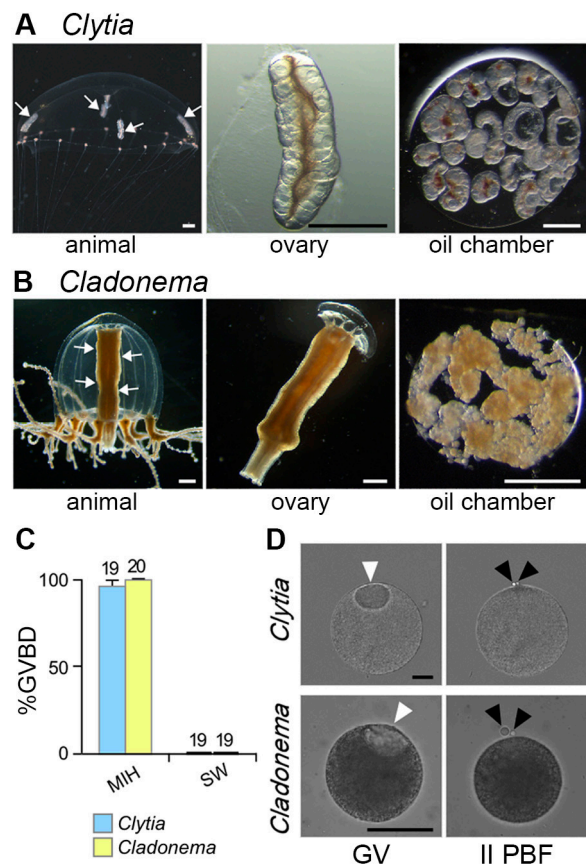 A Clytia
animal ovary oil chamber
B Cladonema
animal ovary oil chamber
C
19 20
100
%GVBD
50
19 19
0
MIH SW
Clytia
Cladonema
D
Clytia
Cladonema
GV II PBF